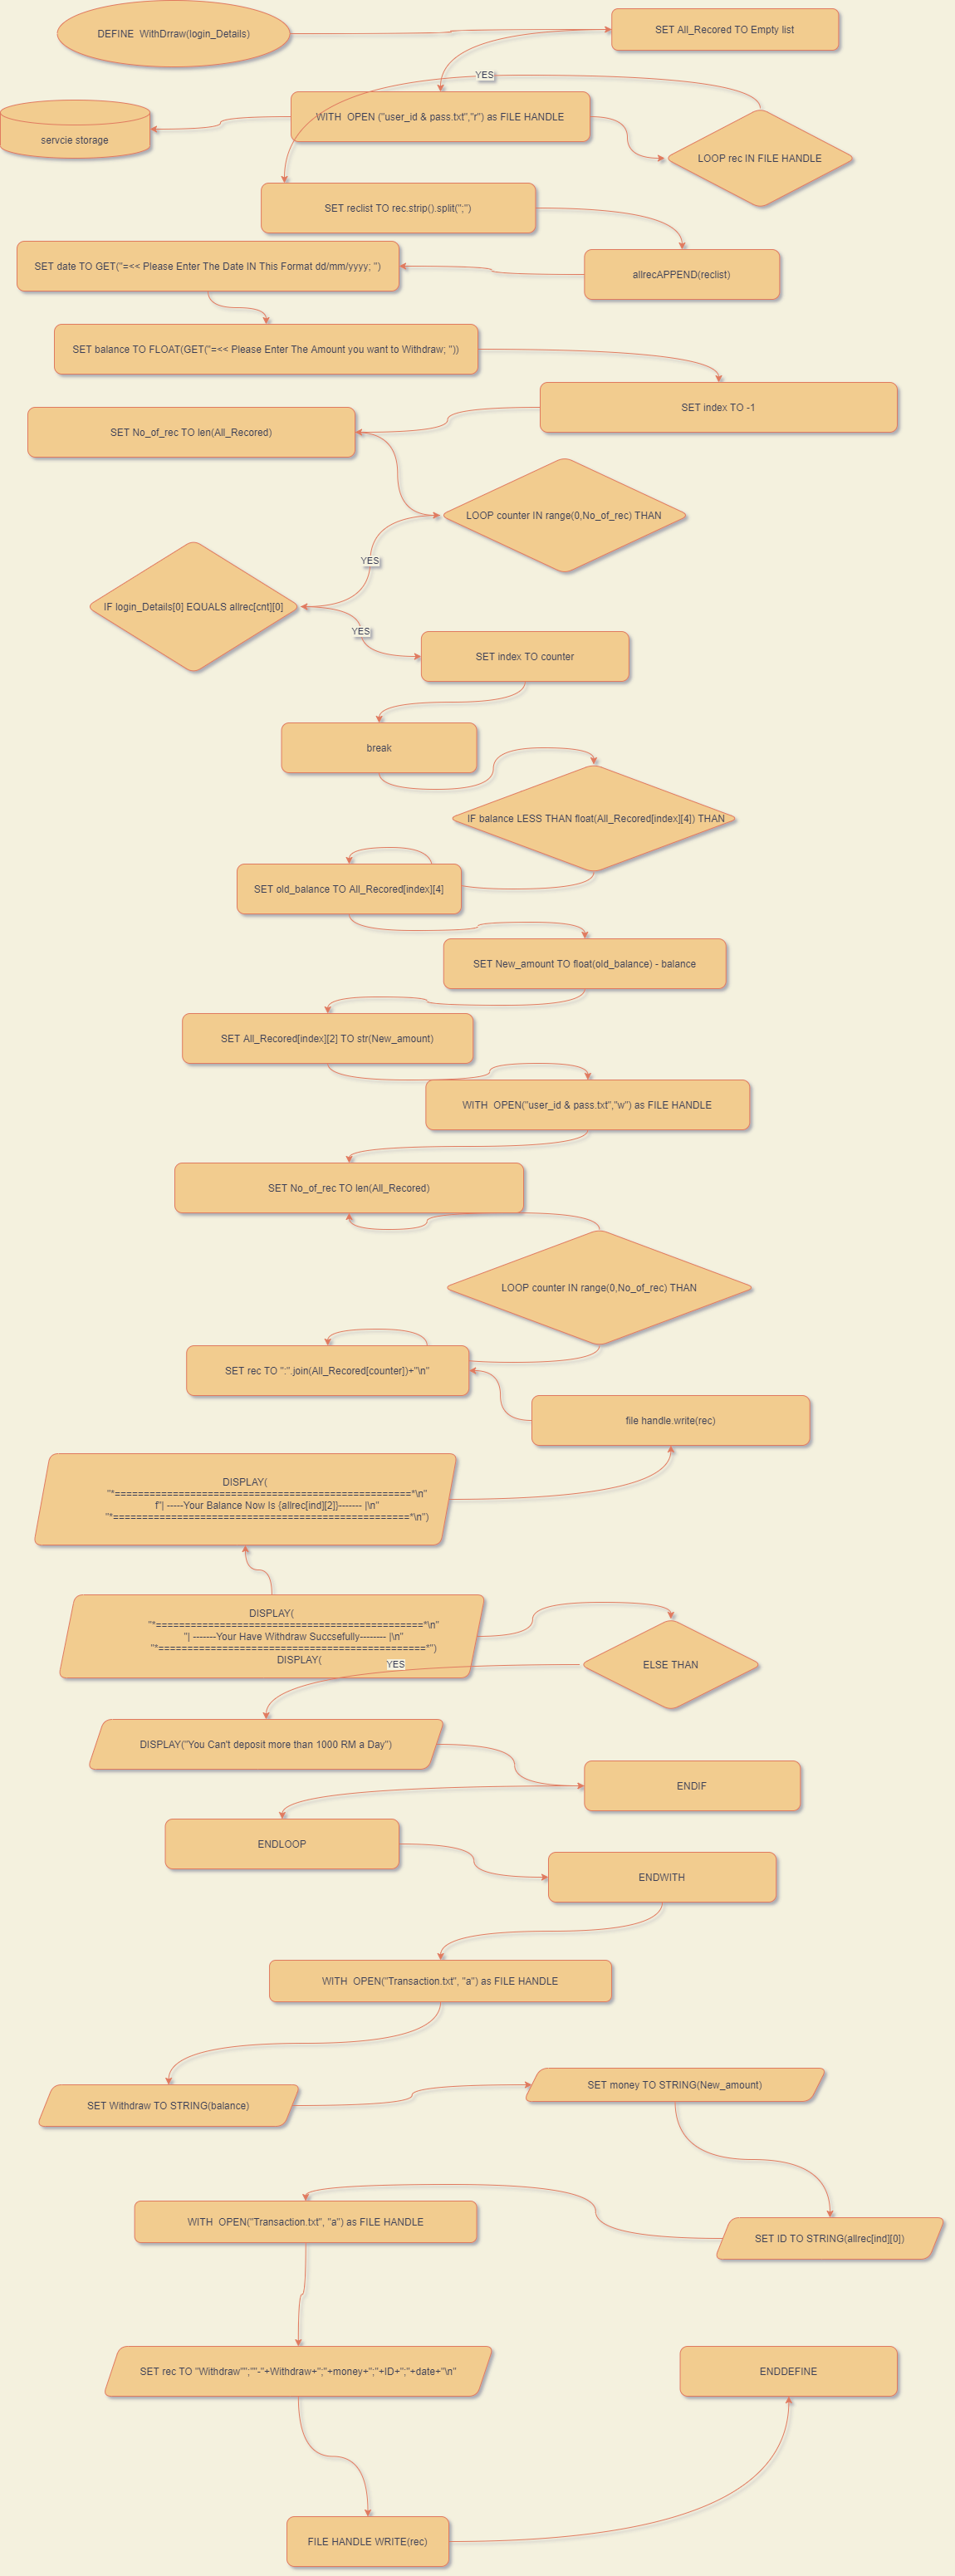 DEFINE  WithDrraw(login_Details)
SET All_Recored TO Empty list
YES
WITH  OPEN ("user_id & pass.txt","r") as FILE HANDLE
servcie storage
LOOP rec IN FILE HANDLE
SET reclist TO rec.strip().split(";")
SET date TO GET("=<< Please Enter The Date IN This Format dd/mm/yyyy; ")
allrecAPPEND(reclist)
SET balance TO FLOAT(GET("=<< Please Enter The Amount you want to Withdraw; "))
SET index TO -1
SET No_of_rec TO len(All_Recored)
LOOP counter IN range(0,No_of_rec) THAN
YES
IF login_Details[0] EQUALS allrec[cnt][0]
YES
SET index TO counter
break
IF balance LESS THAN float(All_Recored[index][4]) THAN
SET old_balance TO All_Recored[index][4]
SET New_amount TO float(old_balance) - balance
SET All_Recored[index][2] TO str(New_amount)
WITH  OPEN("user_id & pass.txt","w") as FILE HANDLE
SET No_of_rec TO len(All_Recored)
LOOP counter IN range(0,No_of_rec) THAN
SET rec TO ":".join(All_Recored[counter])+"\n"
file handle.write(rec)
DISPLAY(
"*===================================================*\n"
f"| -----Your Balance Now Is {allrec[ind][2]}------- |\n"
"*===================================================*\n")
DISPLAY(
"*==============================================*\n"
"| -------Your Have Withdraw Succsefully-------- |\n"
"*==============================================*")
DISPLAY(
YES
ELSE THAN
DISPLAY("You Can't deposit more than 1000 RM a Day")
ENDIF
ENDLOOP
ENDWITH
WITH  OPEN("Transaction.txt", "a") as FILE HANDLE
SET money TO STRING(New_amount)
SET Withdraw TO STRING(balance)
WITH  OPEN("Transaction.txt", "a") as FILE HANDLE
SET ID TO STRING(allrec[ind][0])
SET rec TO "Withdraw"";""-"+Withdraw+";"+money+";"+ID+";"+date+"\n"
ENDDEFINE
FILE HANDLE WRITE(rec)